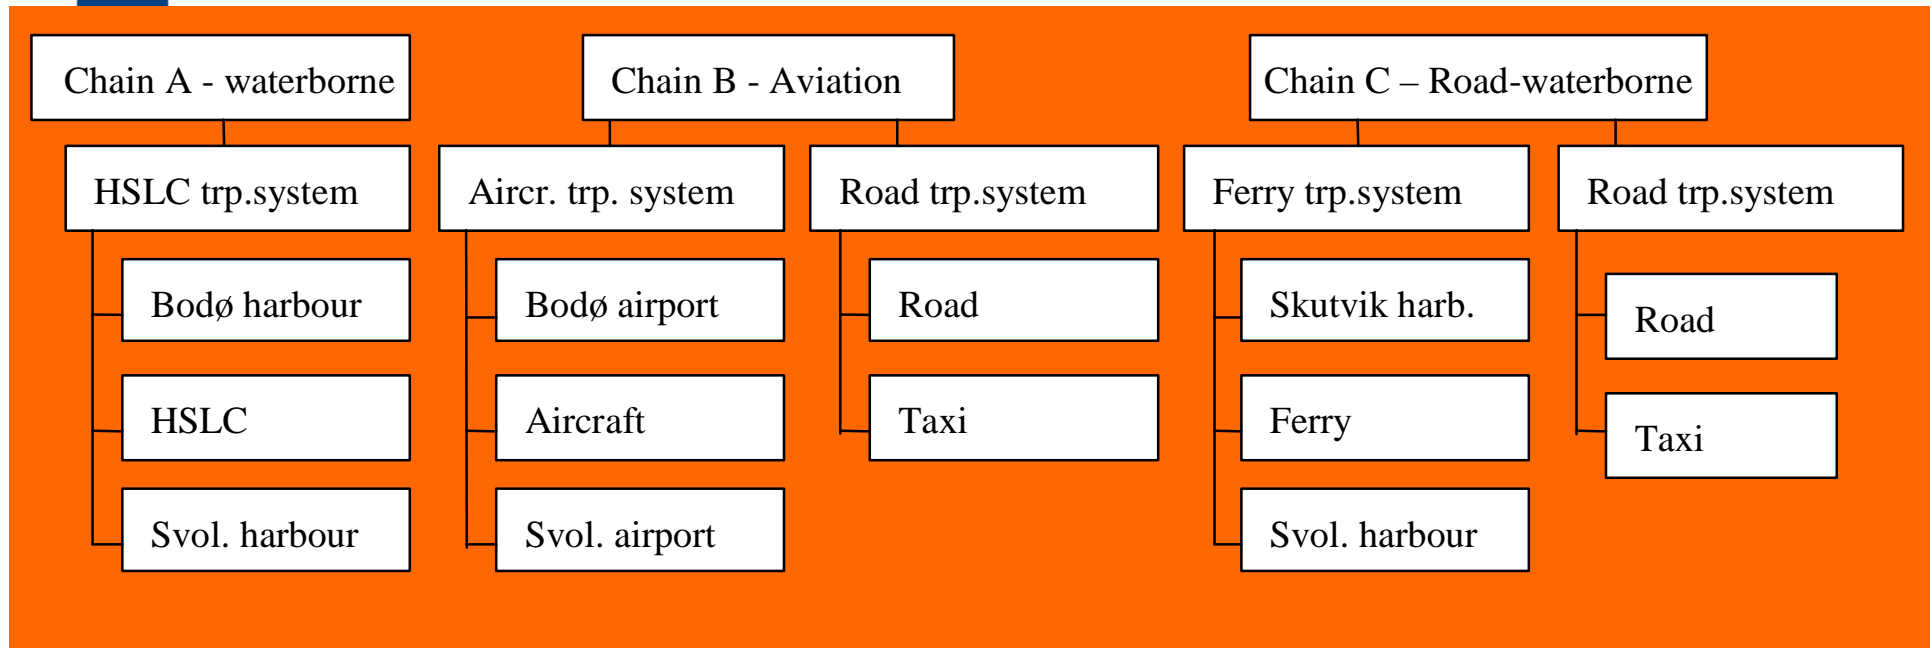 Chain A - waterborne
Chain B - Aviation
Chain C – Road-waterborne
HSLC trp.system
Aircr. trp. system
Road trp.system
Ferry trp.system
Road trp.system
Bodø harbour
Bodø airport
Road
Skutvik harb.
Road
HSLC
Aircraft
Taxi
Ferry
Taxi
Svol. harbour
Svol. airport
Svol. harbour